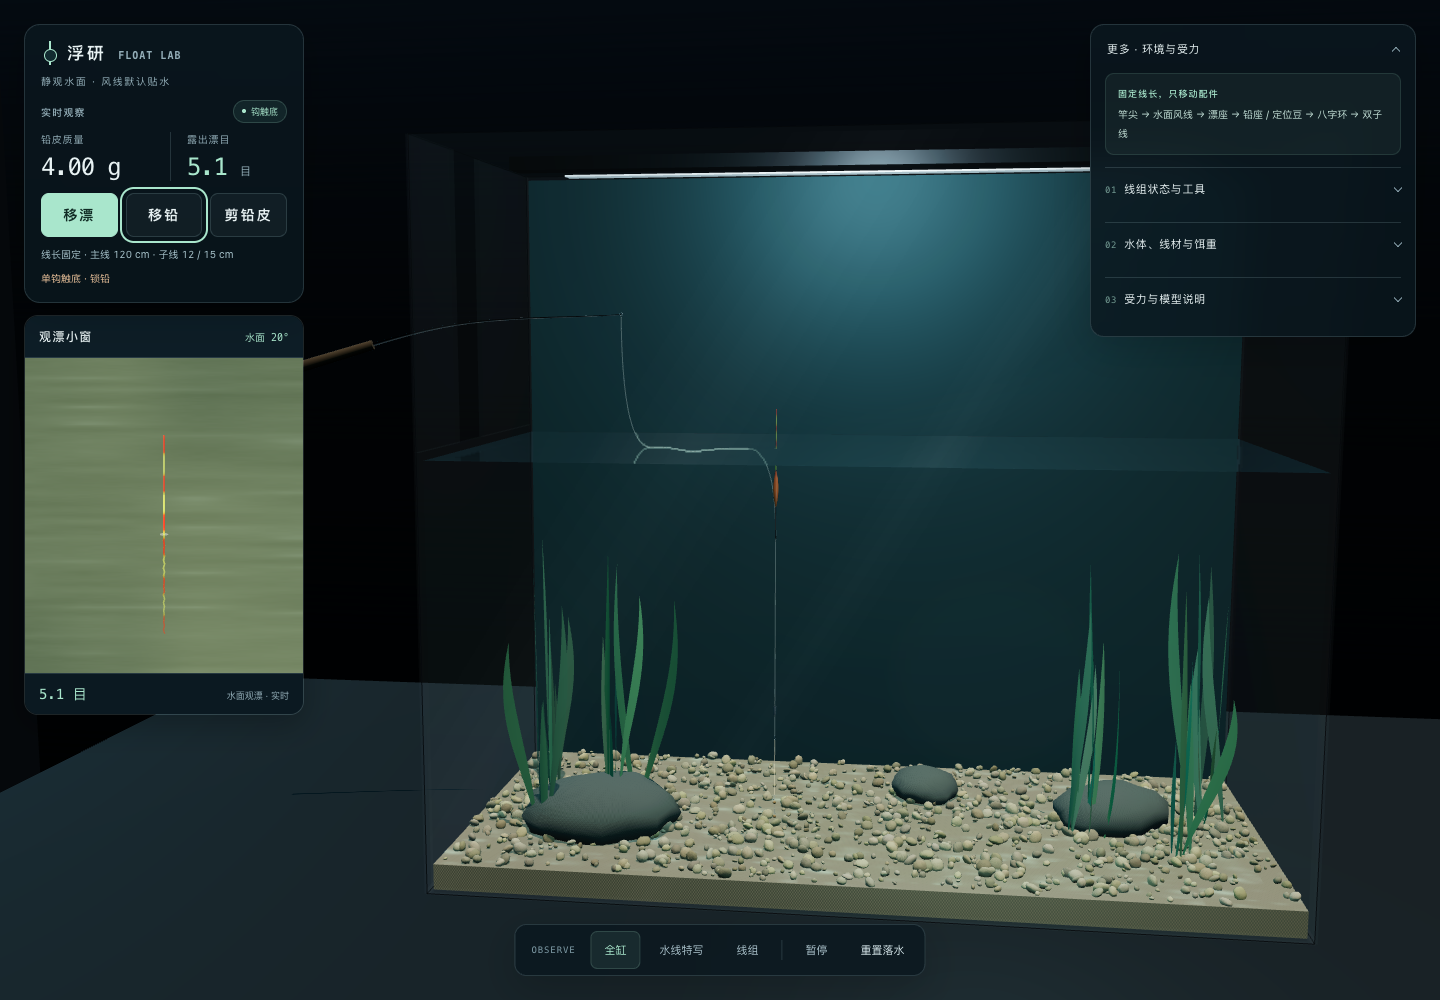 浮研 FLOAT LAB
静观水面 · 风线默认贴水
实时观察
钩触底
铅皮质量
露出漂目
4.00 g
5.1 目
移漂
移铅
剪铅皮
线长固定 · 主线 120 cm · 子线 12 / 15 cm
单钩触底 · 锁铅
观漂小窗
水面 20°
5.1 目
水面观漂 · 实时
更多 · 环境与受力
固定线长，只移动配件
竿尖 → 水面风线 → 漂座 → 铅座 / 定位豆 → 八字环 → 双子
线
01 线组状态与工具
02 水体、线材与饵重
03 受力与模型说明
OBSERVE
全缸
水线特写
线组
暂停
重置落水